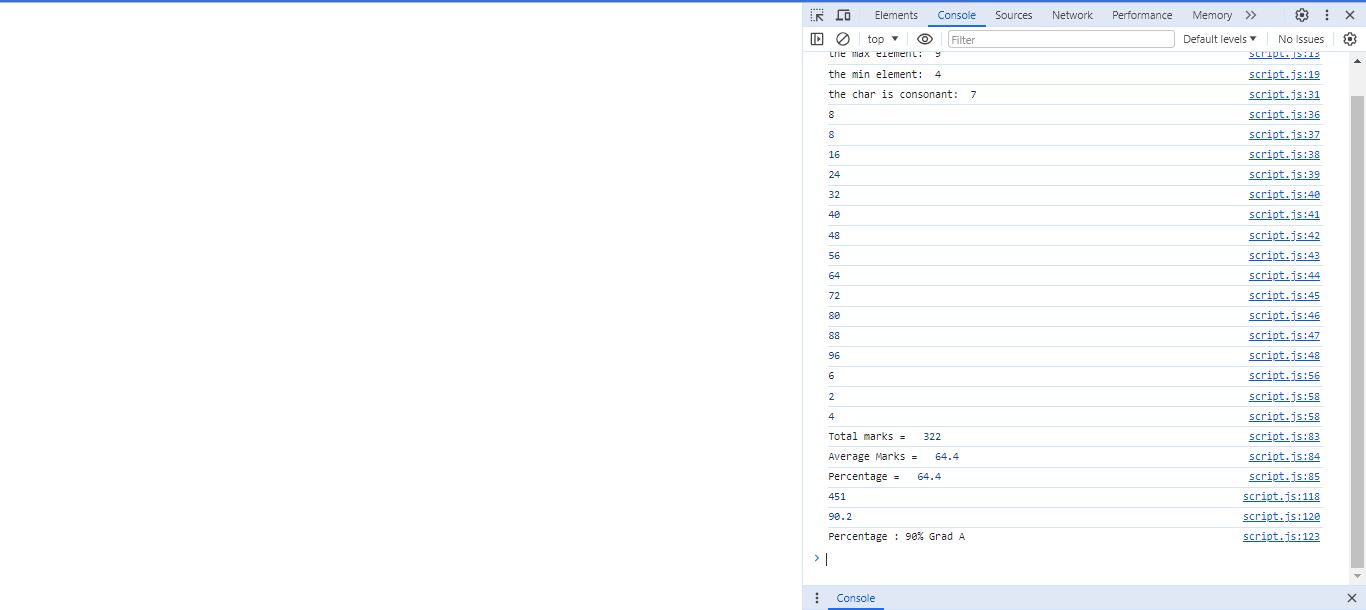 Elements Console Sources Network Performance Memory
top Filter Default levels No Issues
the max element: 9 script.js:13
the min element: 4 script.js:19
the char is consonant: 7 script.js:31
8 script.js:36
8 script.js:37
16 script.js:38
24 script.js:39
32 script.js:40
40 script.js:41
48 script.js:42
56 script.js:43
64 script.js:44
72 script.js:45
80 script.js:46
88 script.js:47
96 script.js:48
6 script.js:56
2 script.js:58
4 script.js:58
Total marks = 322 script.js:83
Average Marks = 64.4 script.js:84
Percentage = 64.4 script.js:85
451 script.js:118
90.2 script.js:120
Percentage : 90% Grad A script.js:123
Console